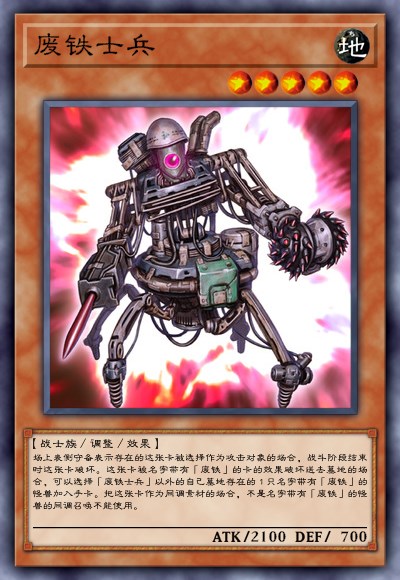 废铁士兵
地
【战士族/调整/效果】
场上表侧守备表示存在的这张卡被选择作为攻击对象的场合，战斗阶段结束
时这张卡破坏。这张卡被名字带有「废铁」的卡的效果破坏送去墓地的场
合，可以选择「废铁士兵」以外的自己墓地存在的1只名字带有「废铁」的
怪兽加入手卡。把这张卡作为同调素材的场合，不是名字带有「废铁」的怪
兽的同调召唤不能使用。
ATK/2100 DEF/ 700